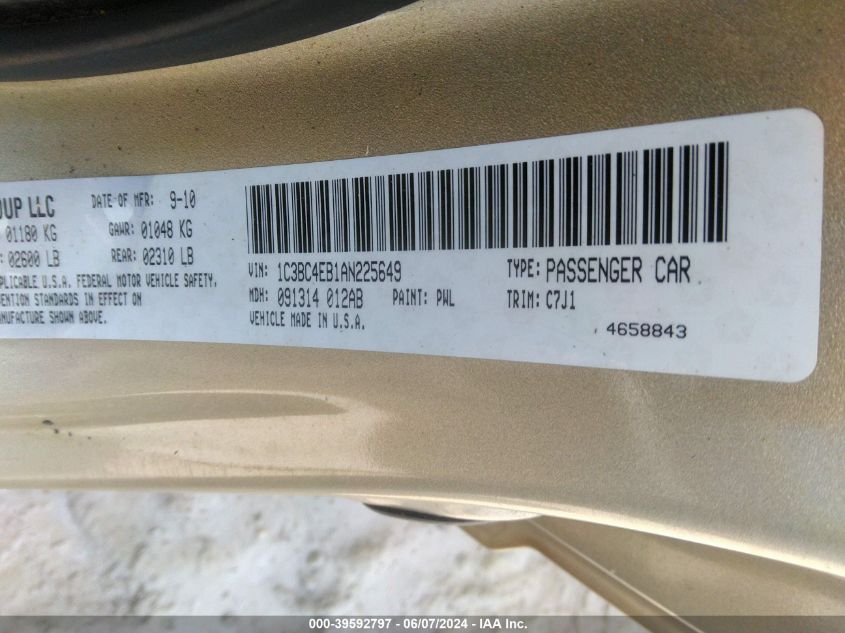 OUP LLC
DATE OF MFR: 9-10
01180 KG GAWR: 01048 KG
02600 LB REAR: 02310 LB
PLICABLE U.S.A. FEDERAL MOTOR VEHICLE SAFETY,
VENTION STANDARDS IN EFFECT ON
ANUFACTURE SHOWN ABOVE.
VIN: 1C3BC4EB1AN225649 TYPE: PASSENGER CAR
MDH: 091314 012AB PAINT: PWL TRIM: C7J1
VEHICLE MADE IN U.S.A.
4658843
000-39592797 - 06/07/2024 - IAA Inc.